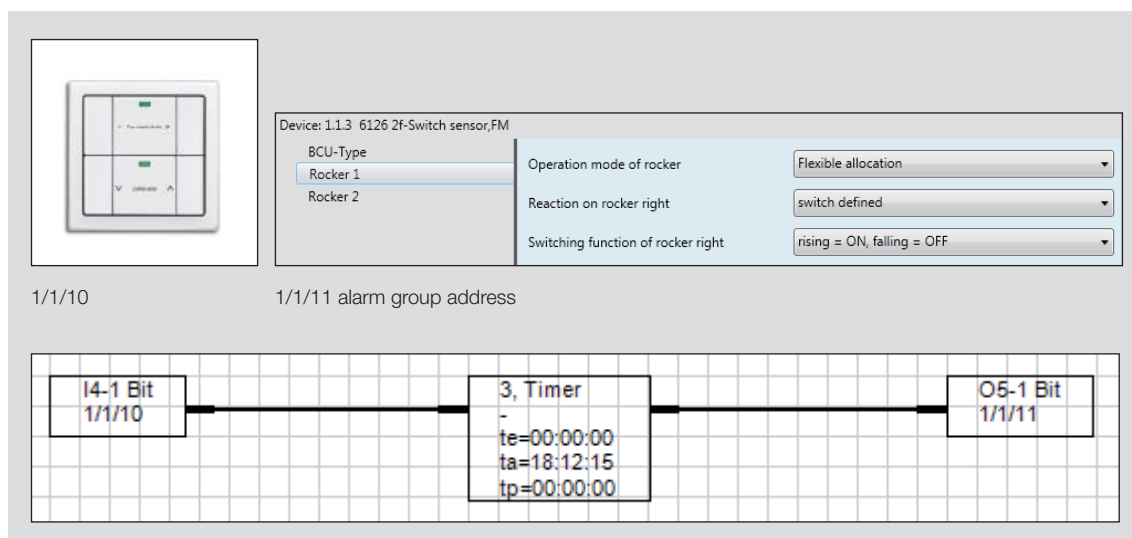 Device: 1.1.3 6126 2f-Switch sensor,FM
BCU-Type
Rocker 1
Rocker 2
Operation mode of rocker
Flexible allocation
Reaction on rocker right
switch defined
Switching function of rocker right
rising = ON, falling = OFF
1/1/10
1/1/11 alarm group address
I4-1 Bit
1/1/10
3, Timer
-
te=00:00:00
ta=18:12:15
tp=00:00:00
O5-1 Bit
1/1/11